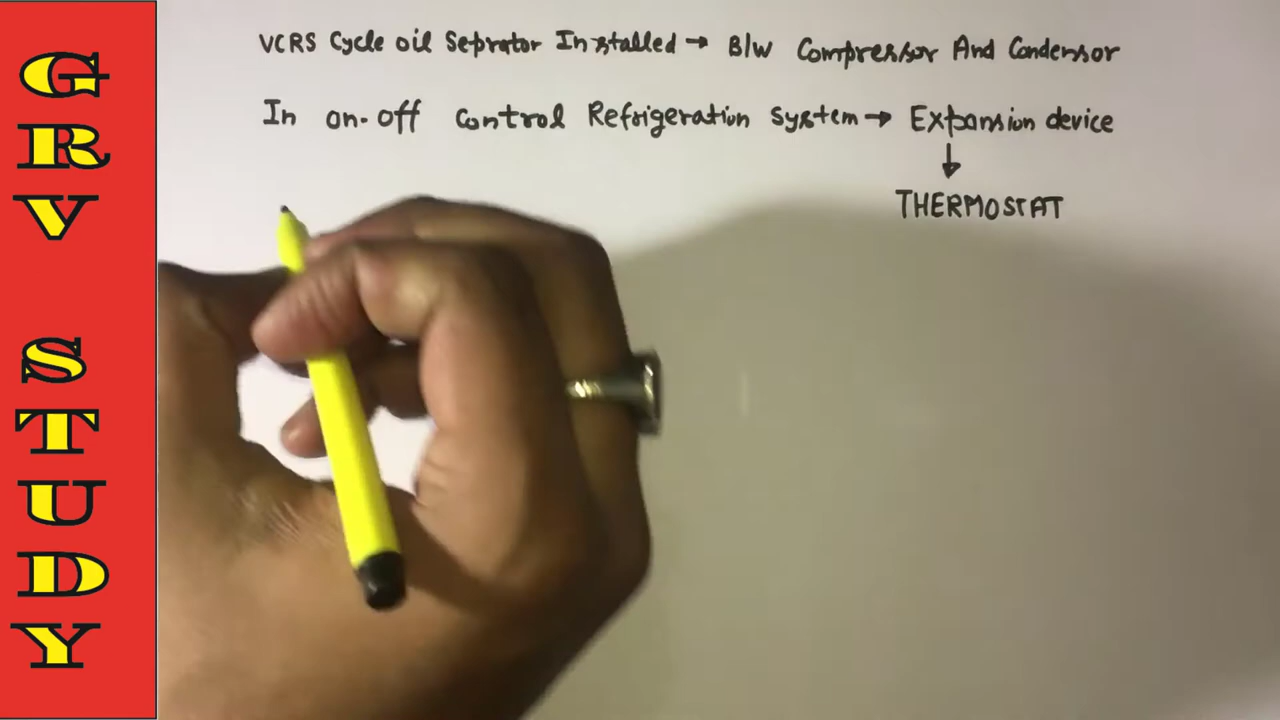 GRV STUDY
VCRS Cycle oil Seprator Installed → B/w Compressor And Condensor
In on-off control Refrigeration system → Expansion device
↓
THERMOSTAT